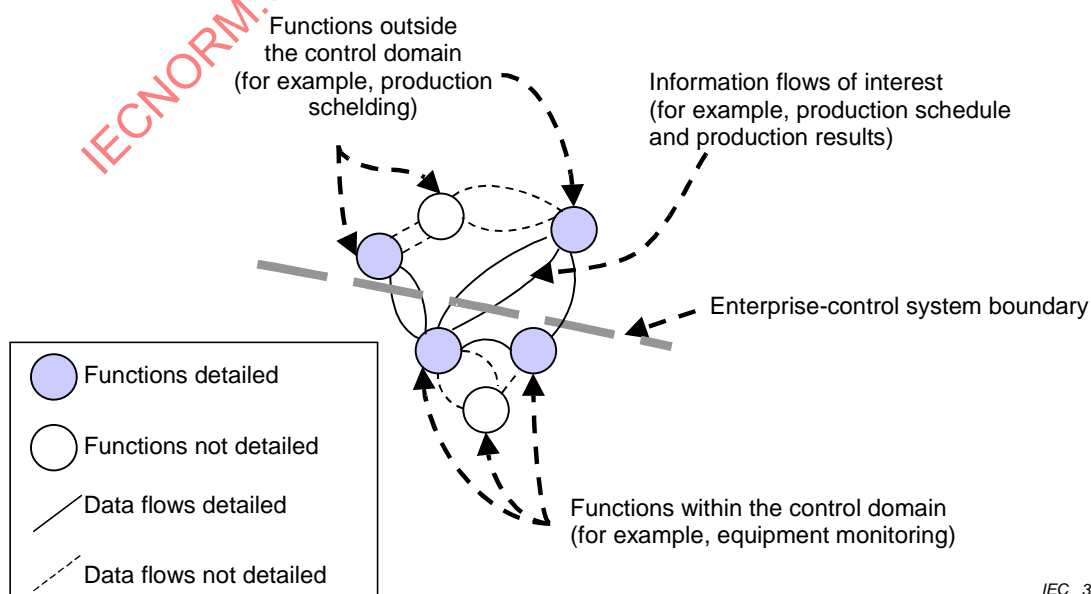 IECNORM.
Functions outside
the control domain
(for example, production
schelding)
Information flows of interest
(for example, production schedule
and production results)
Enterprise-control system boundary
Functions detailed
Functions not detailed
Data flows detailed
Data flows not detailed
Functions within the control domain
(for example, equipment monitoring)
IEC 3